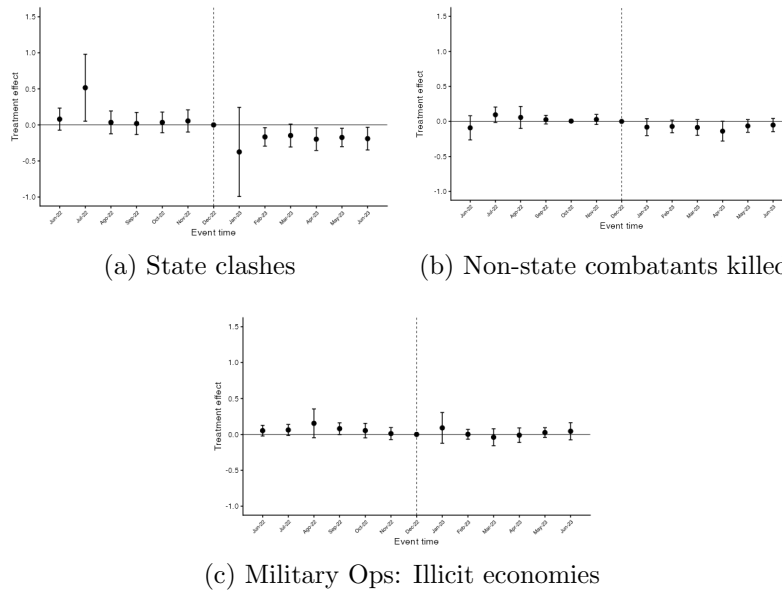 1.5
1.0
0.5
0.0
-0.5
-1.0
Treatment effect
Jun-22 Jul-22 Ago-22 Sep-22 Oct-22 Nov-22 Dec-22 Jan-23 Feb-23 Mar-23 Apr-23 May-23 Jun-23
Event time
(a) State clashes
1.5
1.0
0.5
0.0
-0.5
-1.0
Treatment effect
Jun-22 Jul-22 Ago-22 Sep-22 Oct-22 Nov-22 Dec-22 Jan-23 Feb-23 Mar-23 Apr-23 May-23 Jun-23
Event time
(b) Non-state combatants killed
1.5
1.0
0.5
0.0
-0.5
-1.0
Treatment effect
Jun-22 Jul-22 Ago-22 Sep-22 Oct-22 Nov-22 Dec-22 Jan-23 Feb-23 Mar-23 Apr-23 May-23 Jun-23
Event time
(c) Military Ops: Illicit economies